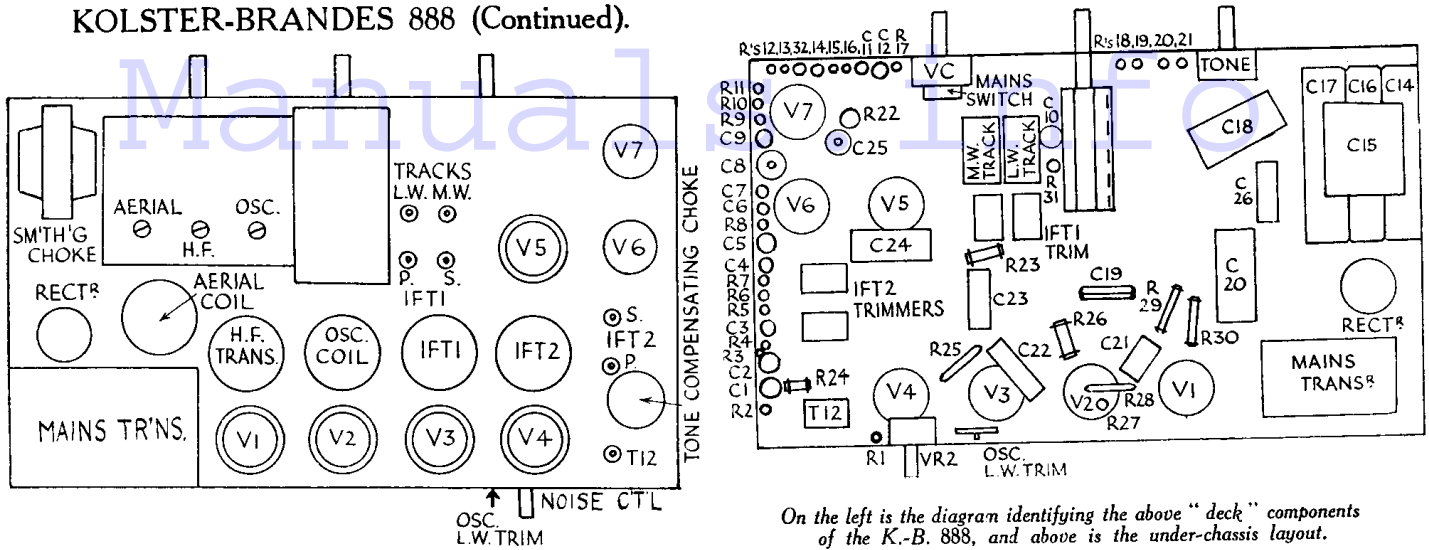 KOLSTER-BRANDES 888 (Continued).
Manuals info
SM'TH'G
CHOKE
AERIAL
H.F.
OSC.
TRACKS
L.W. M.W.
P. S.
IFT1
V7
V5
V6
RECTR
AERIAL
COIL
H.F.
TRANS.
OSC.
COIL
IFT1
IFT2
S.
IFT2
P.
TONE COMPENSATING CHOKE
MAINS TR'NS.
V1
V2
V3
V4
T12
NOISE CT'L
OSC.
L.W. TRIM
R's 12,13,32,14,15,16, C11 C12 R17
VC
MAINS
SWITCH
R's 18,19,20,21
TONE
R11
R10
R9
C9
C8
C7
C6
R8
C5
C4
R7
R6
R5
C3
R4
R3
C2
C1
R2
V7
R22
C25
M.W.
TRACK
L.W.
TRACK
C10
R31
C18
C17
C16
C14
C15
C26
V6
V5
C24
IFT1
TRIM
R23
IFT2
TRIMMERS
C23
C19
R29
C20
R26
R30
RECTR
R25
C22
C21
R24
T12
V4
V3
V2
R28
R27
V1
MAINS
TRANSR
R1
VR2
OSC.
L.W. TRIM
On the left is the diagram identifying the above "deck" components
of the K.-B. 888, and above is the under-chassis layout.